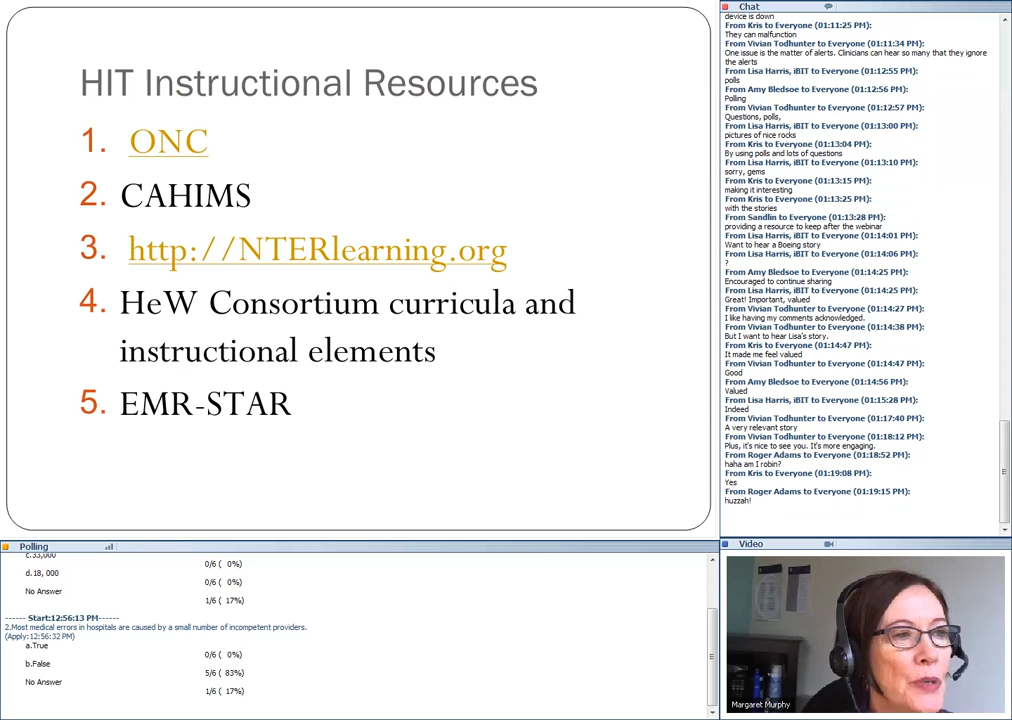 HIT Instructional Resources
1. ONC
2. CAHIMS
3. http://NTERlearning.org
4. HeW Consortium curricula and
instructional elements
5. EMR-STAR
Chat
device is down
From Kris to Everyone (01:11:25 PM):
They can malfunction
From Vivian Todhunter to Everyone (01:11:34 PM):
One issue is the matter of alerts. Clinicians can hear so many that they ignore
the alerts
From Lisa Harris, iBIT to Everyone (01:12:55 PM):
polls
From Amy Bledsoe to Everyone (01:12:56 PM):
Polling
From Vivian Todhunter to Everyone (01:12:57 PM):
Questions, polls,
From Lisa Harris, iBIT to Everyone (01:13:00 PM):
pictures of nice rocks
From Kris to Everyone (01:13:04 PM):
By using polls and lots of questions
From Lisa Harris, iBIT to Everyone (01:13:10 PM):
sorry, gems
From Kris to Everyone (01:13:15 PM):
making it interesting
From Kris to Everyone (01:13:25 PM):
with the stories
From Sandlin to Everyone (01:13:28 PM):
providing a resource to keep after the webinar
From Lisa Harris, iBIT to Everyone (01:14:01 PM):
Want to hear a Boeing story
From Lisa Harris, iBIT to Everyone (01:14:06 PM):
?
From Amy Bledsoe to Everyone (01:14:25 PM):
Encouraged to continue sharing
From Lisa Harris, iBIT to Everyone (01:14:25 PM):
Great! Important, valued
From Vivian Todhunter to Everyone (01:14:27 PM):
I like having my comments acknowledged.
From Vivian Todhunter to Everyone (01:14:38 PM):
But I want to hear Lisa's story.
From Kris to Everyone (01:14:47 PM):
It made me feel valued
From Vivian Todhunter to Everyone (01:14:47 PM):
Good
From Amy Bledsoe to Everyone (01:14:56 PM):
Valued
From Lisa Harris, iBIT to Everyone (01:15:28 PM):
Indeed
From Vivian Todhunter to Everyone (01:17:40 PM):
A very relevant story
From Vivian Todhunter to Everyone (01:18:12 PM):
Plus, it's nice to see you. It's more engaging.
From Roger Adams to Everyone (01:18:52 PM):
haha am I robin?
From Kris to Everyone (01:19:08 PM):
Yes
From Roger Adams to Everyone (01:19:15 PM):
huzzah!
Polling
c.33,000
0/6 ( 0%)
d.18, 000
0/6 ( 0%)
No Answer
1/6 ( 17%)
------ Start:12:56:13 PM------
2.Most medical errors in hospitals are caused by a small number of incompetent providers.
(Apply:12:56:32 PM)
a.True
0/6 ( 0%)
b.False
5/6 ( 83%)
No Answer
1/6 ( 17%)
Video
Margaret Murphy